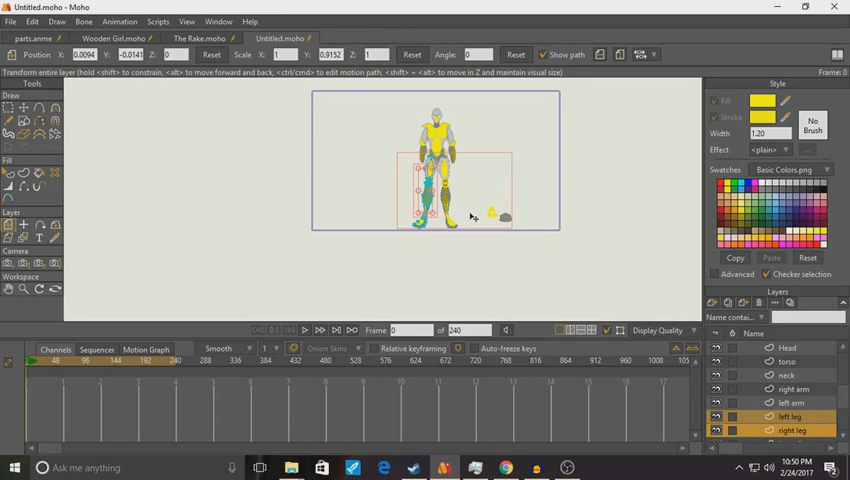 Untitled.moho - Moho
File Edit Draw Bone Animation Scripts View Window Help
parts.anme Wooden Girl.moho The Rake.moho Untitled.moho
Position X: 0.0094 Y: -0.0141 Z: 0 Reset Scale X: 1 Y: 0.9152 Z: 1 Reset Angle: 0 Reset Show path
Transform entire layer (hold <shift> to constrain, <alt> to move forward and back, <ctrl/cmd> to edit motion path, <shift> + <alt> to move in Z and maintain visual size) Frame: 0
Tools
Draw
Fill
Layer
Camera
Workspace
Style
Fill
Stroke
No Brush
Width 1.20
Effect <plain> ...
Swatches Basic Colors.png
Copy Paste Reset
Advanced Checker selection
Layers
Name contai...
Name
Head
torso
neck
right arm
left arm
left leg
right leg
Frame 0 of 240 Display Quality
Channels Sequencer Motion Graph Smooth 1 Onion Skins Relative keyframing Auto-freeze keys
0 48 96 144 192 240 288 336 384 432 480 528 576 624 672 720 768 816 864 912 960 1008 105
1 2 3 4 5 6 7 8 9 10 11 12 13 14 15 16 17
Ask me anything
10:50 PM
2/24/2017
2